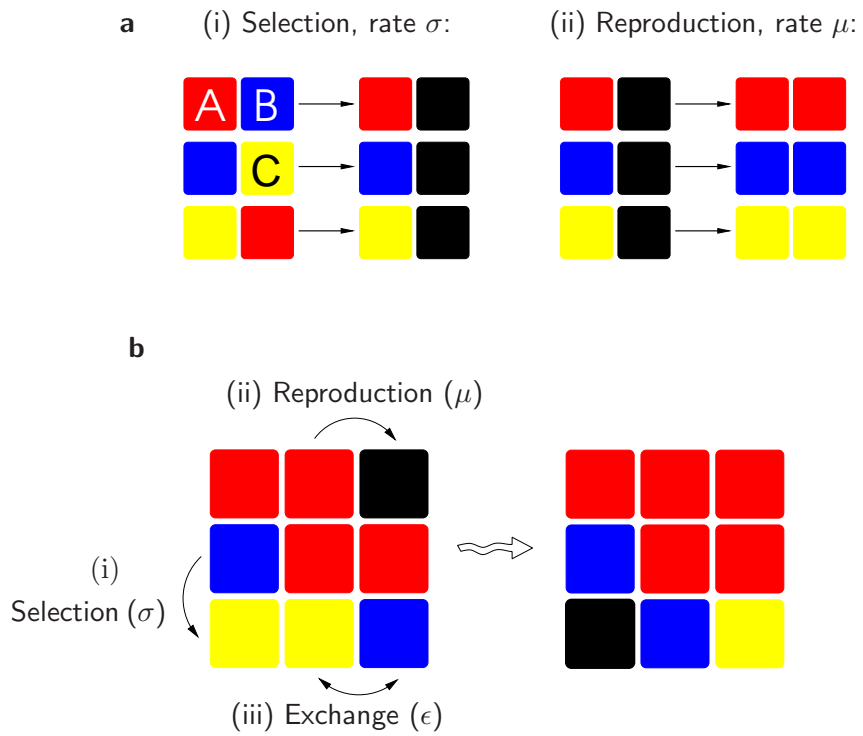 a (i) Selection, rate σ: (ii) Reproduction, rate μ:
A B
C
b
(ii) Reproduction (μ)
(i)
Selection (σ)
(iii) Exchange (ϵ)